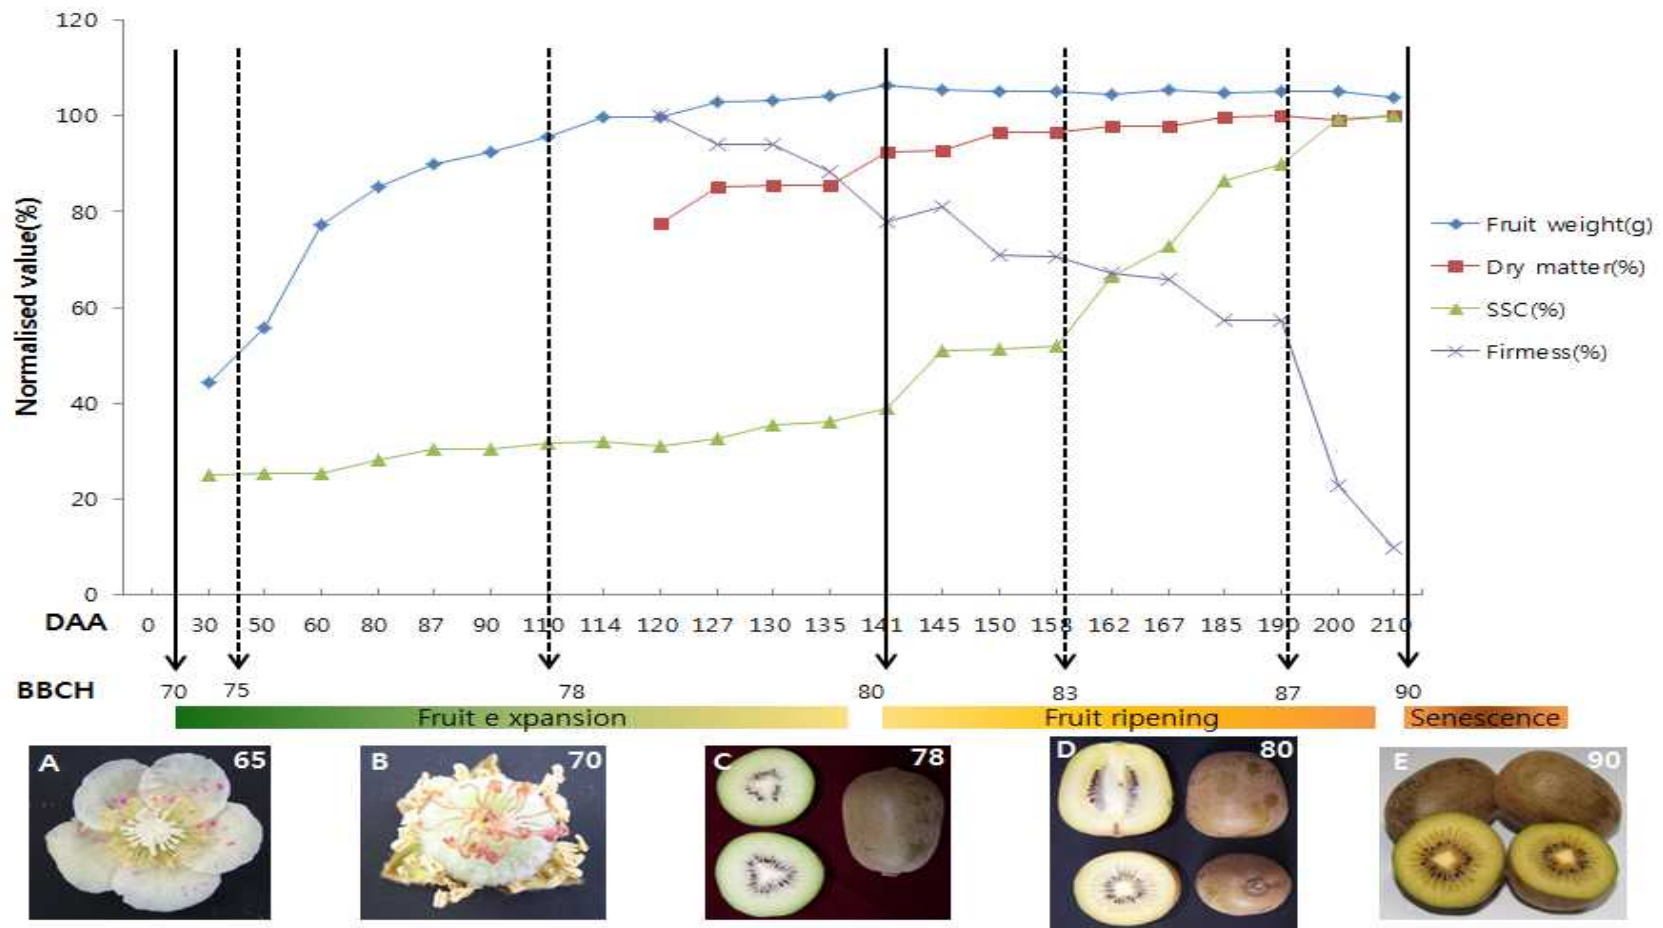 120
100
80
60
40
20
0
Normalised value(%)
Fruit weight(g)
Dry matter(%)
SSC(%)
Firmess(%)
DAA 0 30 50 60 80 87 90 110 114 120 127 130 135 141 145 150 158 162 167 185 190 200 210
BBCH 70 75 78 80 83 87 90
Fruit e xpansion Fruit ripening Senescence
A 65 B 70 C 78 D 80 E 90